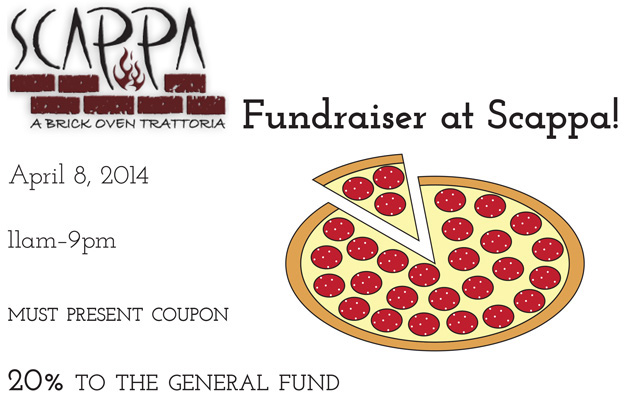 SCAPPA
A BRICK OVEN TRATTORIA
Fundraiser at Scappa!
April 8, 2014
11am–9pm
MUST PRESENT COUPON
20% TO THE GENERAL FUND